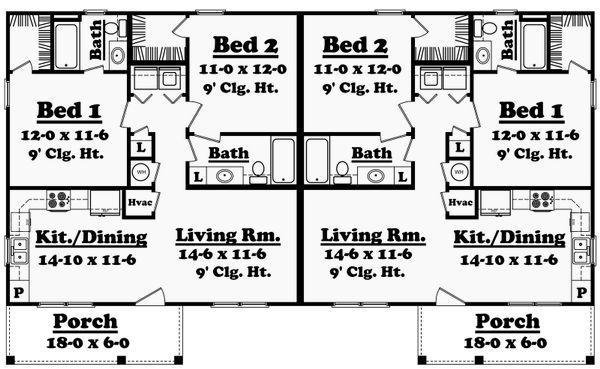 Bath
Bed 2
11-0 x 12-0
9' Clg. Ht.
Bed 2
11-0 x 12-0
9' Clg. Ht.
Bath
Bed 1
12-0 x 11-6
9' Clg. Ht.
Bed 1
12-0 x 11-6
9' Clg. Ht.
L
Bath
L
WH
Bath
L
L
WH
Hvac
Hvac
Kit./Dining
14-10 x 11-6
Living Rm.
14-6 x 11-6
9' Clg. Ht.
Living Rm.
14-6 x 11-6
9' Clg. Ht.
Kit./Dining
14-10 x 11-6
P
P
Porch
18-0 x 6-0
Porch
18-0 x 6-0